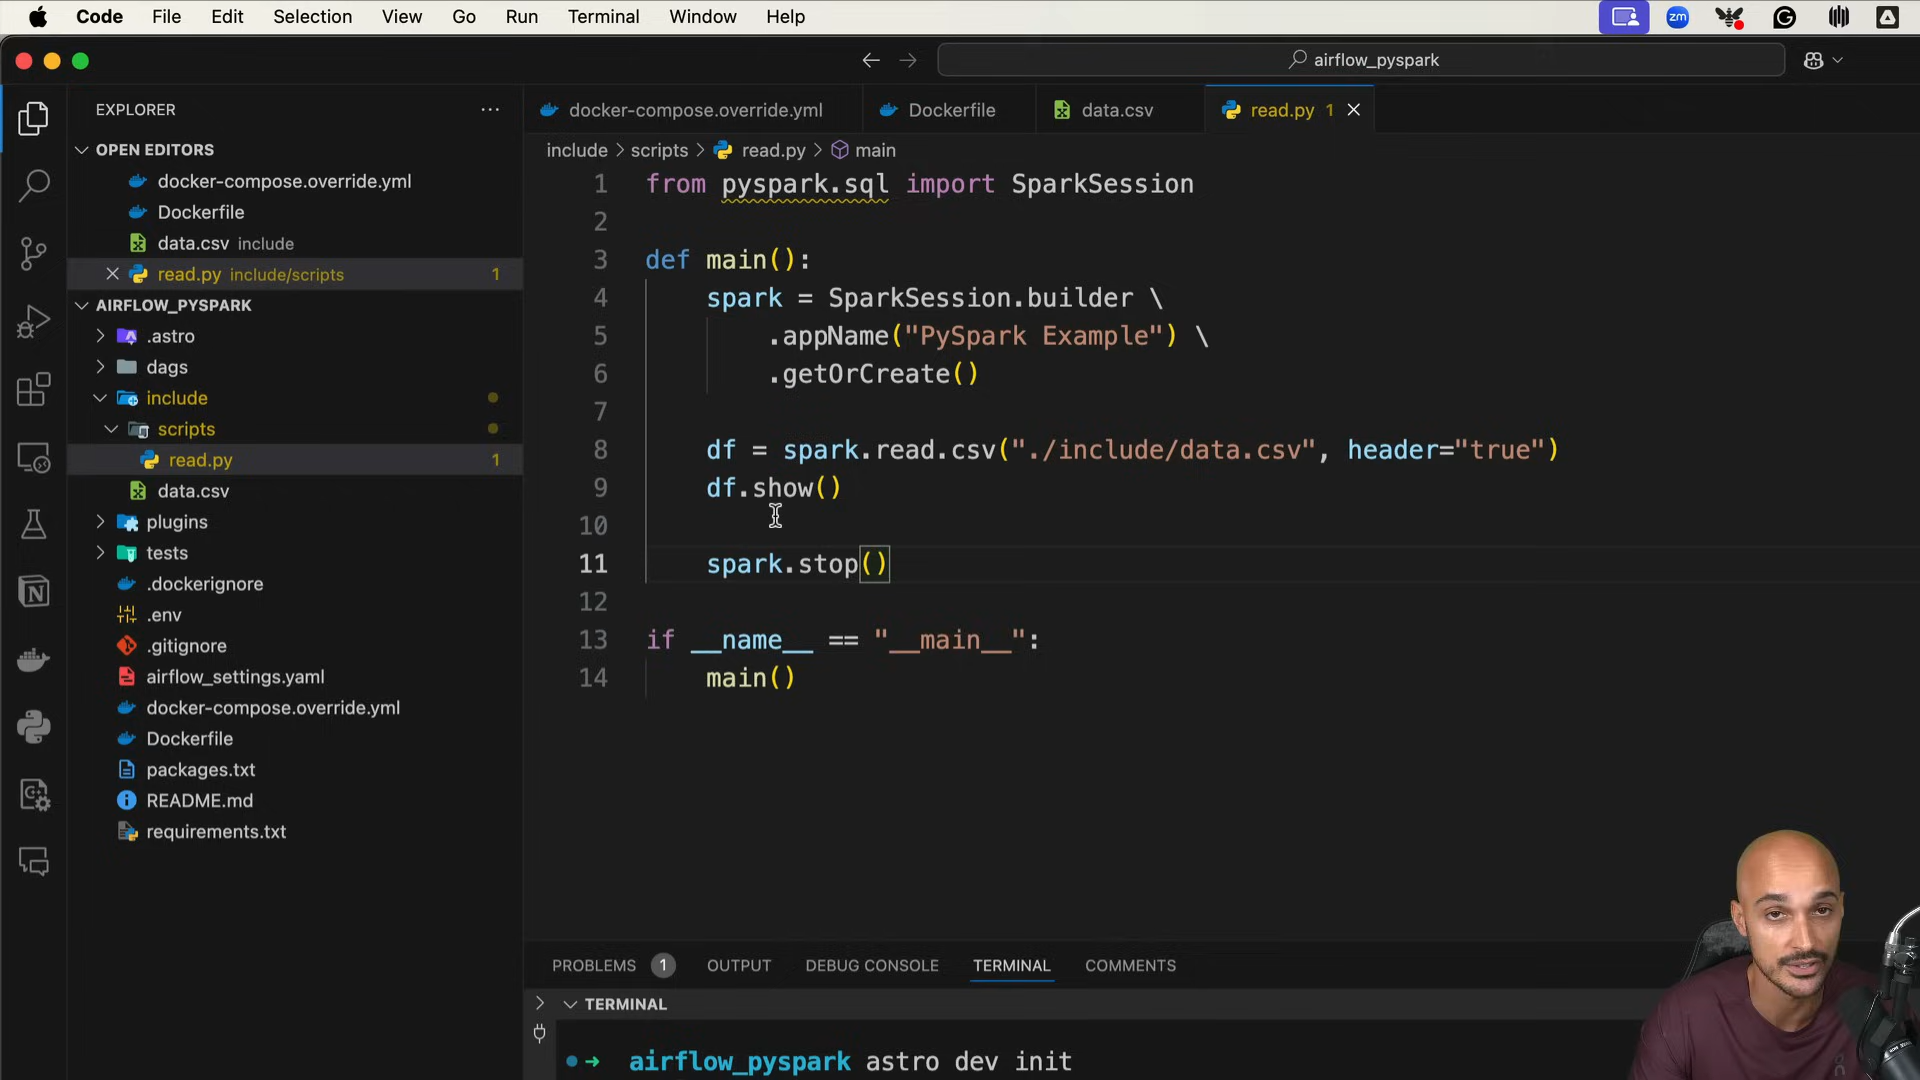 Code File Edit Selection View Go Run Terminal Window Help
zm
airflow_pyspark
EXPLORER
OPEN EDITORS
docker-compose.override.yml
Dockerfile
data.csv include
read.py include/scripts 1
AIRFLOW_PYSPARK
.astro
dags
include
scripts
read.py 1
data.csv
plugins
tests
.dockerignore
.env
.gitignore
airflow_settings.yaml
docker-compose.override.yml
Dockerfile
packages.txt
README.md
requirements.txt
docker-compose.override.yml Dockerfile data.csv read.py 1
include > scripts > read.py > main
1 from pyspark.sql import SparkSession
2
3 def main():
4 spark = SparkSession.builder \
5 .appName("PySpark Example") \
6 .getOrCreate()
7
8 df = spark.read.csv("./include/data.csv", header="true")
9 df.show()
10
11 spark.stop()
12
13 if __name__ == "__main__":
14 main()
PROBLEMS 1 OUTPUT DEBUG CONSOLE TERMINAL COMMENTS
TERMINAL
airflow_pyspark astro dev init